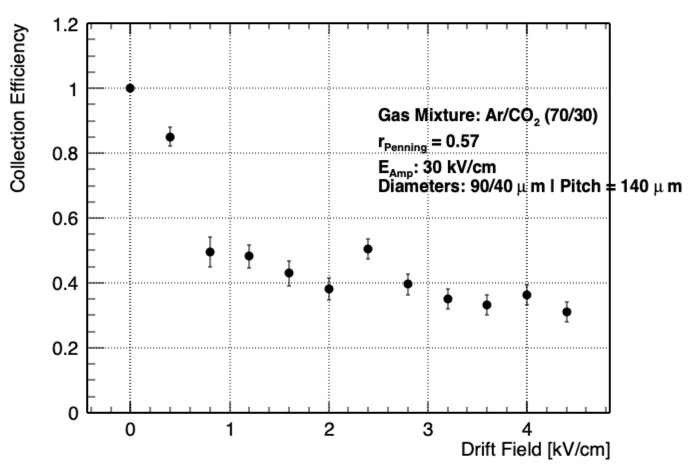 Collection Efficiency
1.2
1
0.8
0.6
0.4
0.2
0
Gas Mixture: Ar/CO2 (70/30)
rPenning = 0.57
EAmp: 30 kV/cm
Diameters: 90/40 μm | Pitch = 140 μm
0 1 2 3 4
Drift Field [kV/cm]